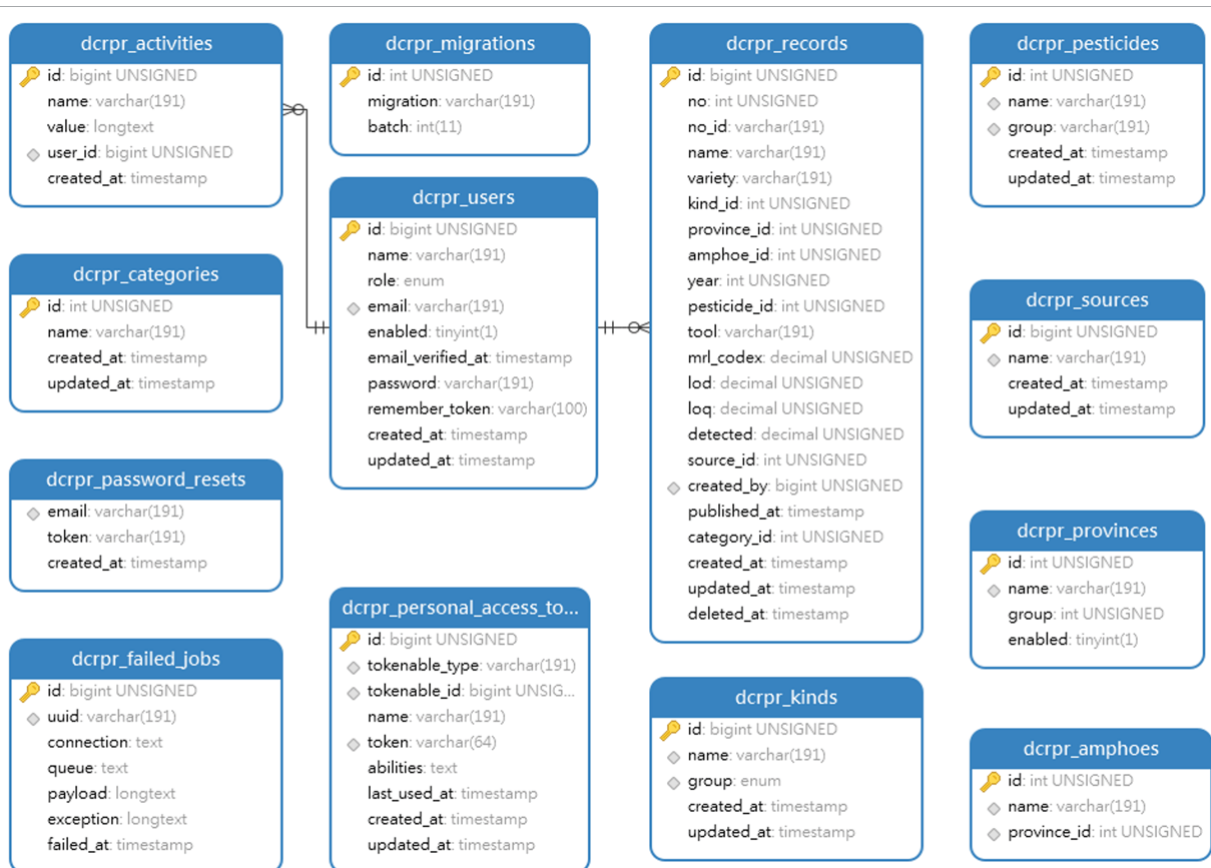 dcrpr_activities
id: bigint UNSIGNED
name: varchar(191)
value: longtext
user_id: bigint UNSIGNED
created_at: timestamp
dcrpr_categories
id: int UNSIGNED
name: varchar(191)
created_at: timestamp
updated_at: timestamp
dcrpr_password_resets
email: varchar(191)
token: varchar(191)
created_at: timestamp
dcrpr_failed_jobs
id: bigint UNSIGNED
uuid: varchar(191)
connection: text
queue: text
payload: longtext
exception: longtext
failed_at: timestamp
dcrpr_migrations
id: int UNSIGNED
migration: varchar(191)
batch: int(11)
dcrpr_users
id: bigint UNSIGNED
name: varchar(191)
role: enum
email: varchar(191)
enabled: tinyint(1)
email_verified_at: timestamp
password: varchar(191)
remember_token: varchar(100)
created_at: timestamp
updated_at: timestamp
dcrpr_personal_access_to...
id: bigint UNSIGNED
tokenable_type: varchar(191)
tokenable_id: bigint UNSIG...
name: varchar(191)
token: varchar(64)
abilities: text
last_used_at: timestamp
created_at: timestamp
updated_at: timestamp
dcrpr_records
id: bigint UNSIGNED
no: int UNSIGNED
no_id: varchar(191)
name: varchar(191)
variety: varchar(191)
kind_id: int UNSIGNED
province_id: int UNSIGNED
amphoe_id: int UNSIGNED
year: int UNSIGNED
pesticide_id: int UNSIGNED
tool: varchar(191)
mrl_codex: decimal UNSIGNED
lod: decimal UNSIGNED
loq: decimal UNSIGNED
detected: decimal UNSIGNED
source_id: int UNSIGNED
created_by: bigint UNSIGNED
published_at: timestamp
category_id: int UNSIGNED
created_at: timestamp
updated_at: timestamp
deleted_at: timestamp
dcrpr_kinds
id: bigint UNSIGNED
name: varchar(191)
group: enum
created_at: timestamp
updated_at: timestamp
dcrpr_pesticides
id: int UNSIGNED
name: varchar(191)
group: varchar(191)
created_at: timestamp
updated_at: timestamp
dcrpr_sources
id: bigint UNSIGNED
name: varchar(191)
created_at: timestamp
updated_at: timestamp
dcrpr_provinces
id: int UNSIGNED
name: varchar(191)
group: int UNSIGNED
enabled: tinyint(1)
dcrpr_amphoes
id: int UNSIGNED
name: varchar(191)
province_id: int UNSIGNED